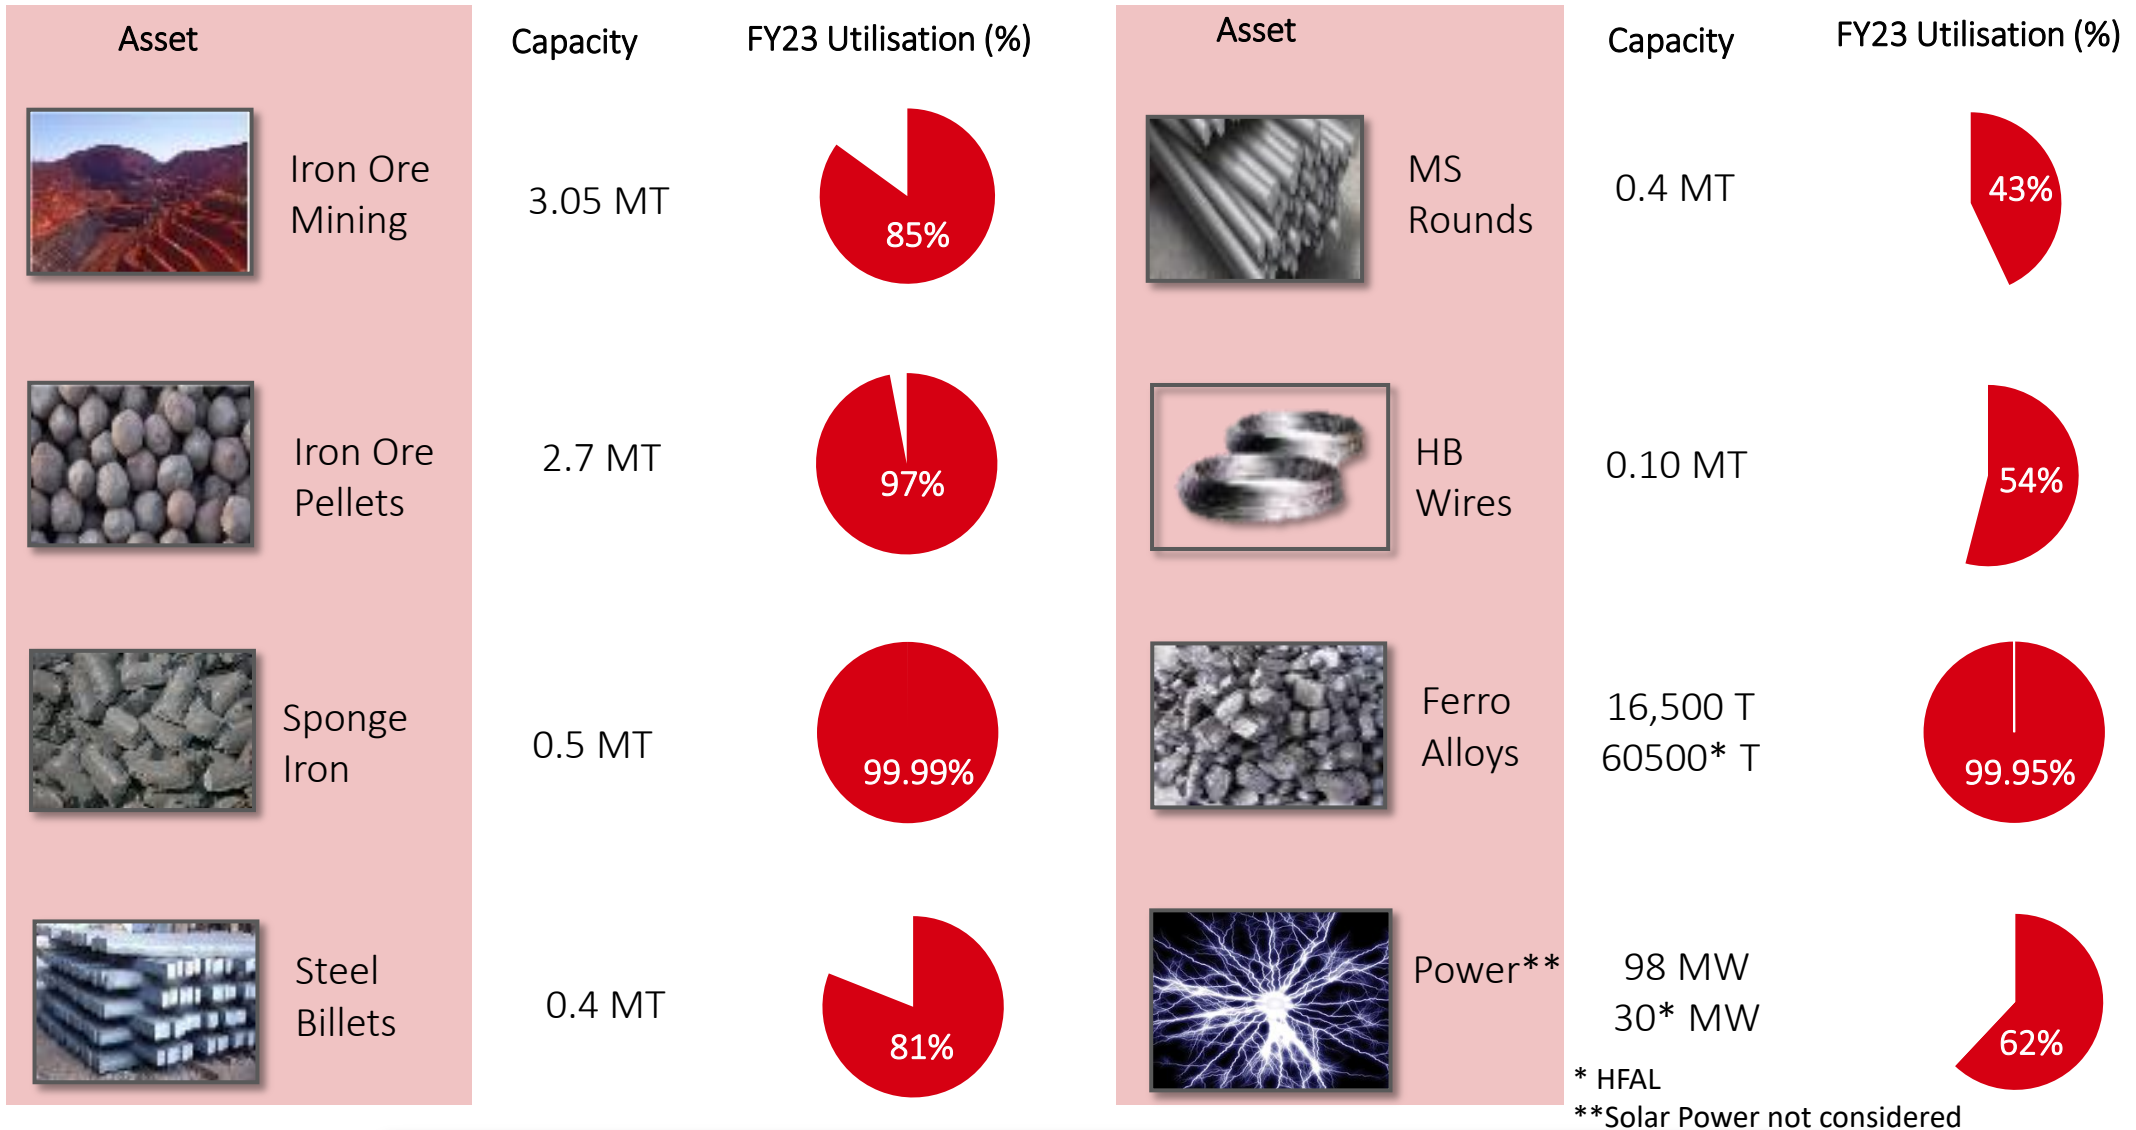 Asset
Capacity
FY23 Utilisation (%)
Iron Ore
Mining
3.05 MT
85%
Iron Ore
Pellets
2.7 MT
97%
Sponge
Iron
0.5 MT
99.99%
Steel
Billets
0.4 MT
81%
Asset
Capacity
FY23 Utilisation (%)
MS
Rounds
0.4 MT
43%
HB
Wires
0.10 MT
54%
Ferro
Alloys
16,500 T
60500* T
99.95%
Power**
98 MW
30* MW
62%
* HFAL
**Solar Power not considered